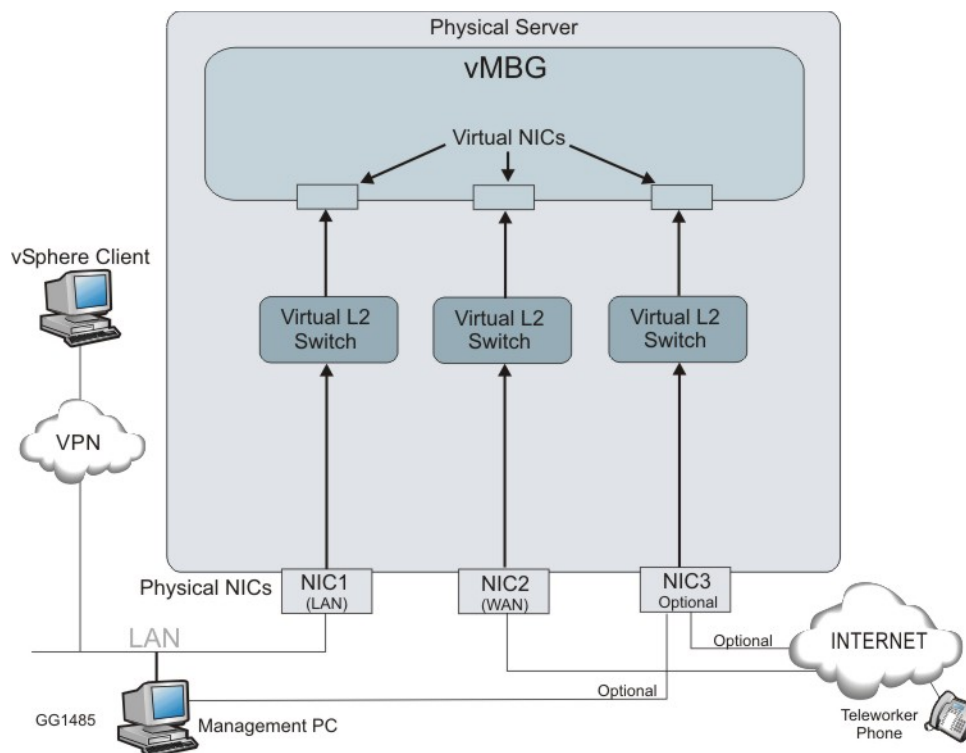 Physical Server
vMBG
Virtual NICs
vSphere Client
Virtual L2
Switch
Virtual L2
Switch
Virtual L2
Switch
VPN
Physical NICs
NIC1
(LAN)
NIC2
(WAN)
NIC3
Optional
LAN
Optional
INTERNET
Optional
GG1485
Management PC
Teleworker
Phone